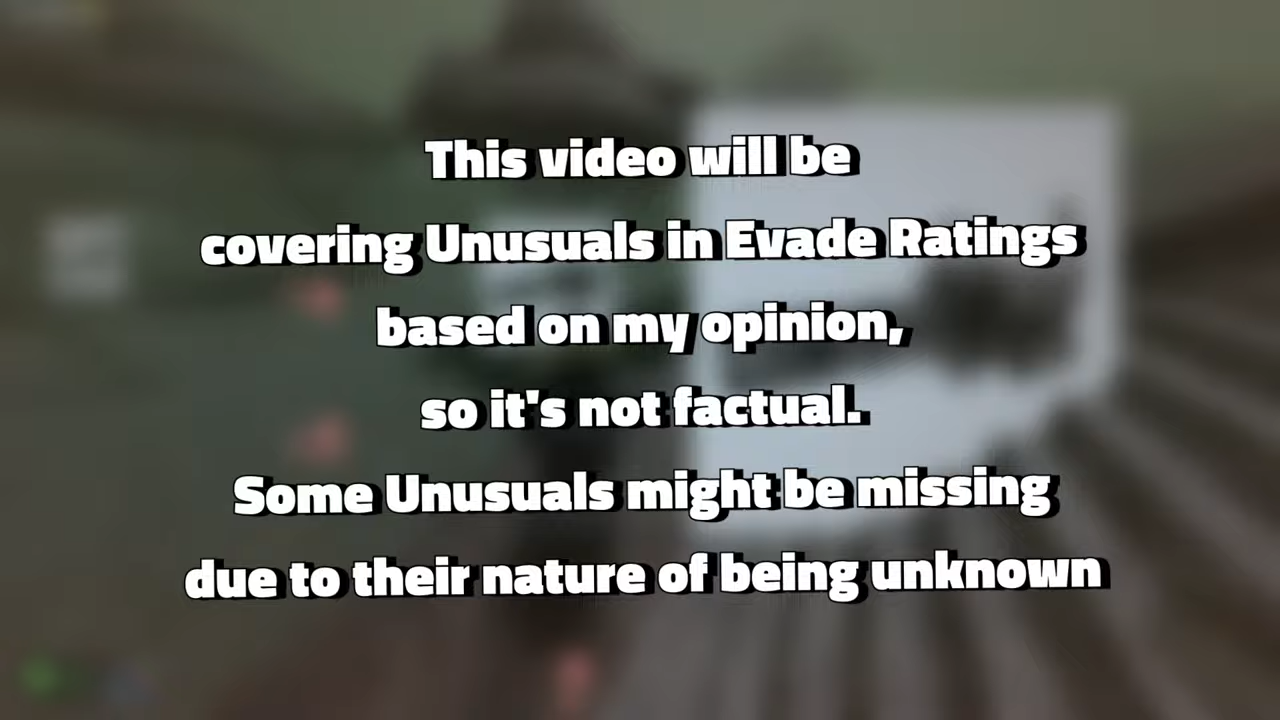 This video will be
covering Unusuals in Evade Ratings
based on my opinion,
so it's not factual.
Some Unusuals might be missing
due to their nature of being unknown